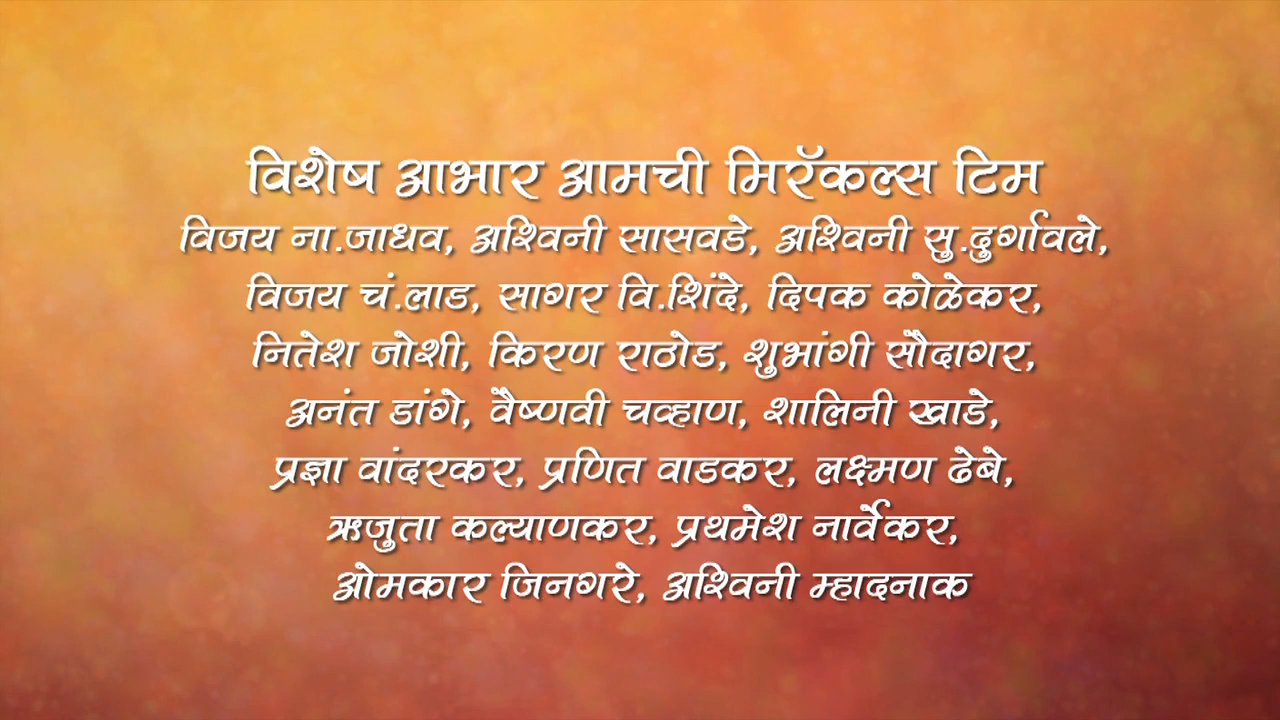 विशेष आभार आमची मिरॅकल्स टिम
विजय ना.जाधव, अश्विनी सासवडे, अश्विनी सु.दुर्गावले,
विजय चं.लाड, सागर वि.शिंदे, दिपक कोळेकर,
नितेश जोशी, किरण राठोड, शुभांगी सौदागर,
अनंत डांगे, वैष्णवी चव्हाण, शालिनी खाडे,
प्रज्ञा वांदरकर, प्रणित वाडकर, लक्ष्मण ढेबे,
ऋजुता कल्याणकर, प्रथमेश नार्वेकर,
ओमकार जिनगरे, अश्विनी म्हादनाक